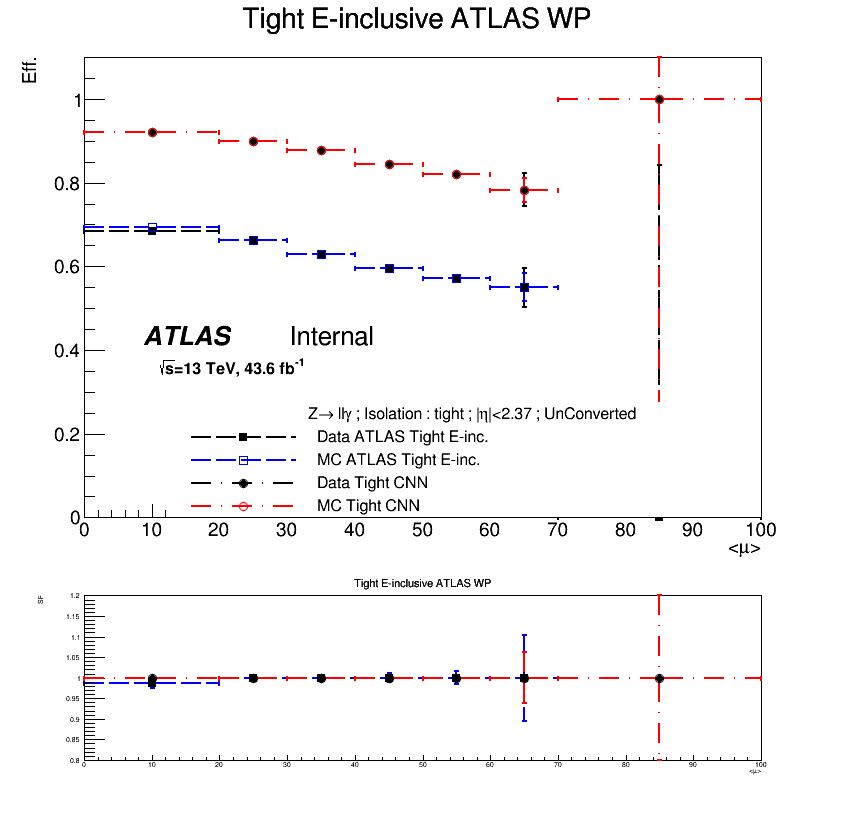 Tight E-inclusive ATLAS WP
Eff.
1
0.8
0.6
0.4
0.2
0
ATLAS Internal
√s=13 TeV, 43.6 fb-1
Z→ llγ ; Isolation : tight ; |η|<2.37 ; UnConverted
Data ATLAS Tight E-inc.
MC ATLAS Tight E-inc.
Data Tight CNN
MC Tight CNN
0 10 20 30 40 50 60 70 80 90 100
<μ>
Tight E-inclusive ATLAS WP
SF
1.2
1.15
1.1
1.05
1
0.95
0.9
0.85
0.8
0 10 20 30 40 50 60 70 80 90 100
<μ>